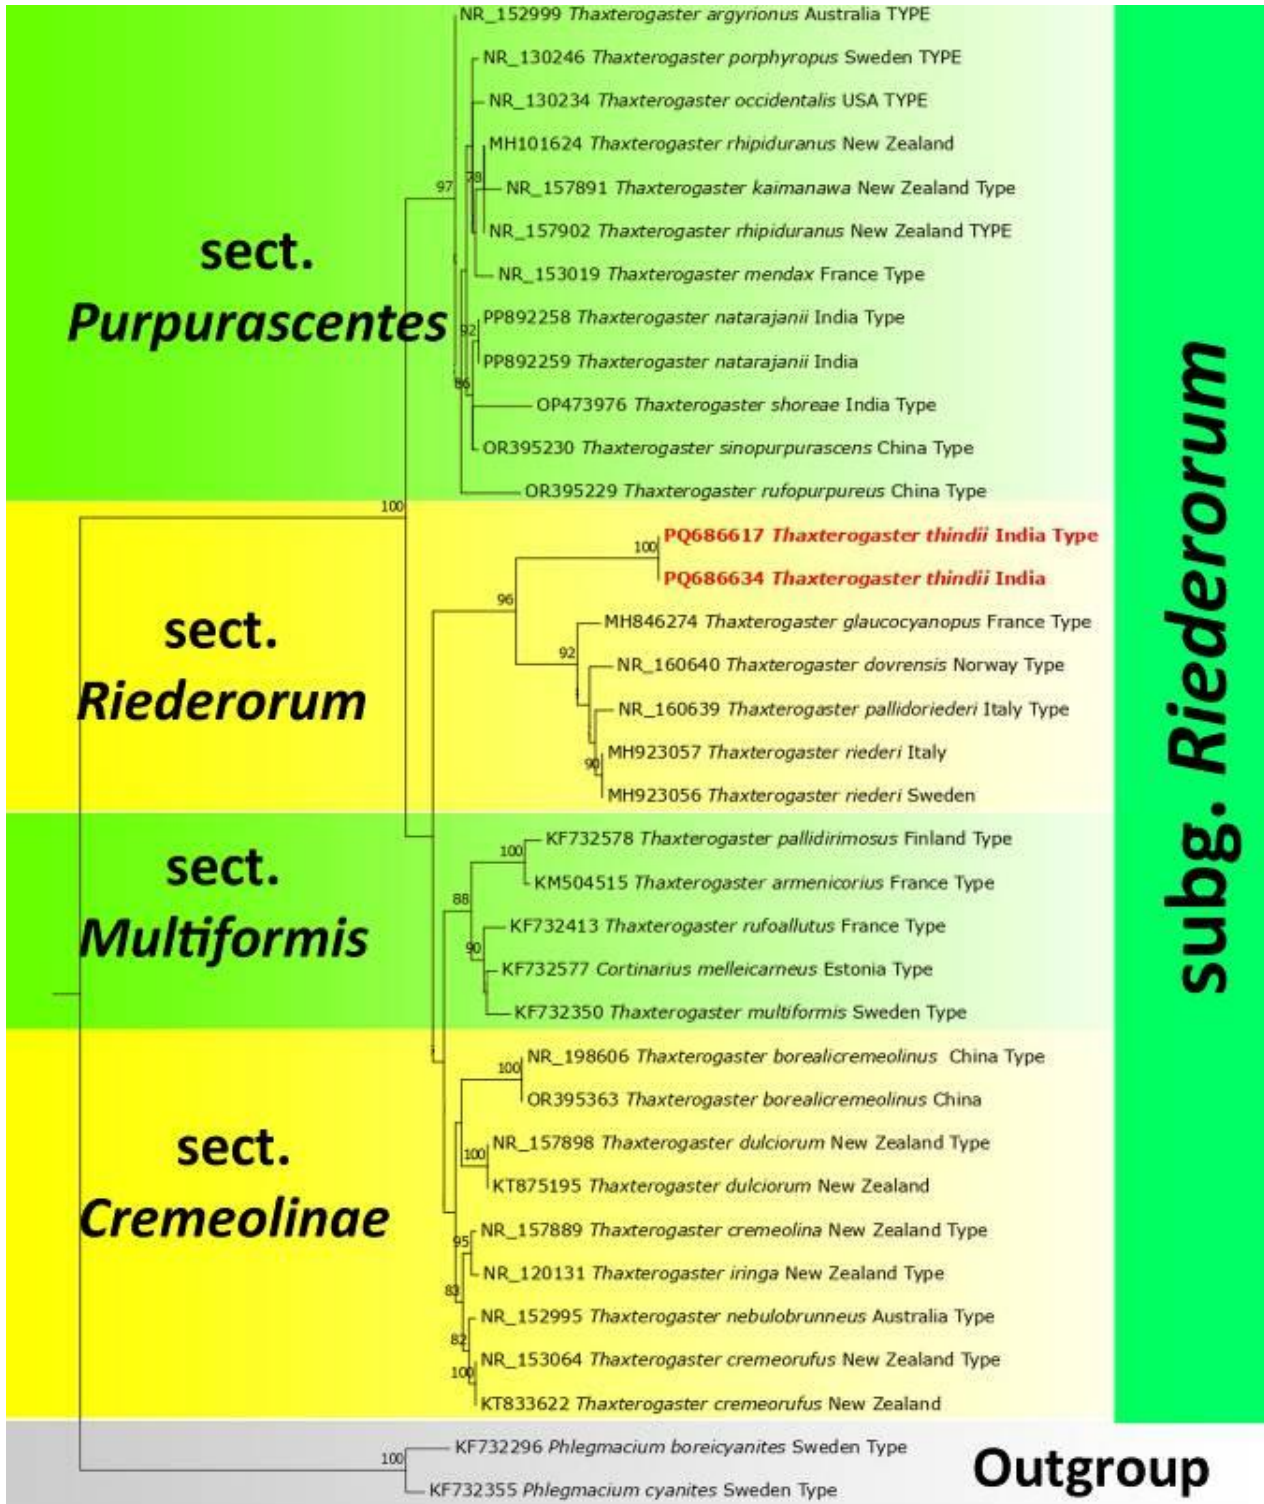 NR_152999 Thaxterogaster argyrionus Australia TYPE
NR_130246 Thaxterogaster porphyropus Sweden TYPE
NR_130234 Thaxterogaster occidentalis USA TYPE
MH101624 Thaxterogaster rhipiduranus New Zealand
78
97
NR_157891 Thaxterogaster kaimanawa New Zealand Type
NR_157902 Thaxterogaster rhipiduranus New Zealand TYPE
sect.
Purpurascentes
NR_153019 Thaxterogaster mendax France Type
PP892258 Thaxterogaster natarajanii India Type
92
PP892259 Thaxterogaster natarajanii India
86
OP473976 Thaxterogaster shoreae India Type
OR395230 Thaxterogaster sinopurpurascens China Type
OR395229 Thaxterogaster rufopurpureus China Type
100
PQ686617 Thaxterogaster thindii India Type
100
PQ686634 Thaxterogaster thindii India
96
sect.
Riederorum
MH846274 Thaxterogaster glaucocyanopus France Type
92
NR_160640 Thaxterogaster dovrensis Norway Type
NR_160639 Thaxterogaster pallidoriederi Italy Type
MH923057 Thaxterogaster riederi Italy
90
MH923056 Thaxterogaster riederi Sweden
subg. Riederorum
sect.
Multiformis
KF732578 Thaxterogaster pallidirimosus Finland Type
100
KM504515 Thaxterogaster armenicorius France Type
88
KF732413 Thaxterogaster rufoallutus France Type
90
KF732577 Cortinarius melleicarneus Estonia Type
KF732350 Thaxterogaster multiformis Sweden Type
NR_198606 Thaxterogaster borealicremeolinus China Type
100
OR395363 Thaxterogaster borealicremeolinus China
sect.
Cremeolinae
NR_157898 Thaxterogaster dulciorum New Zealand Type
100
KT875195 Thaxterogaster dulciorum New Zealand
NR_157889 Thaxterogaster cremeolina New Zealand Type
95
NR_120131 Thaxterogaster iringa New Zealand Type
83
NR_152995 Thaxterogaster nebulobrunneus Australia Type
82
NR_153064 Thaxterogaster cremeorufus New Zealand Type
100
KT833622 Thaxterogaster cremeorufus New Zealand
KF732296 Phlegmacium boreicyanites Sweden Type
100
KF732355 Phlegmacium cyanites Sweden Type
Outgroup